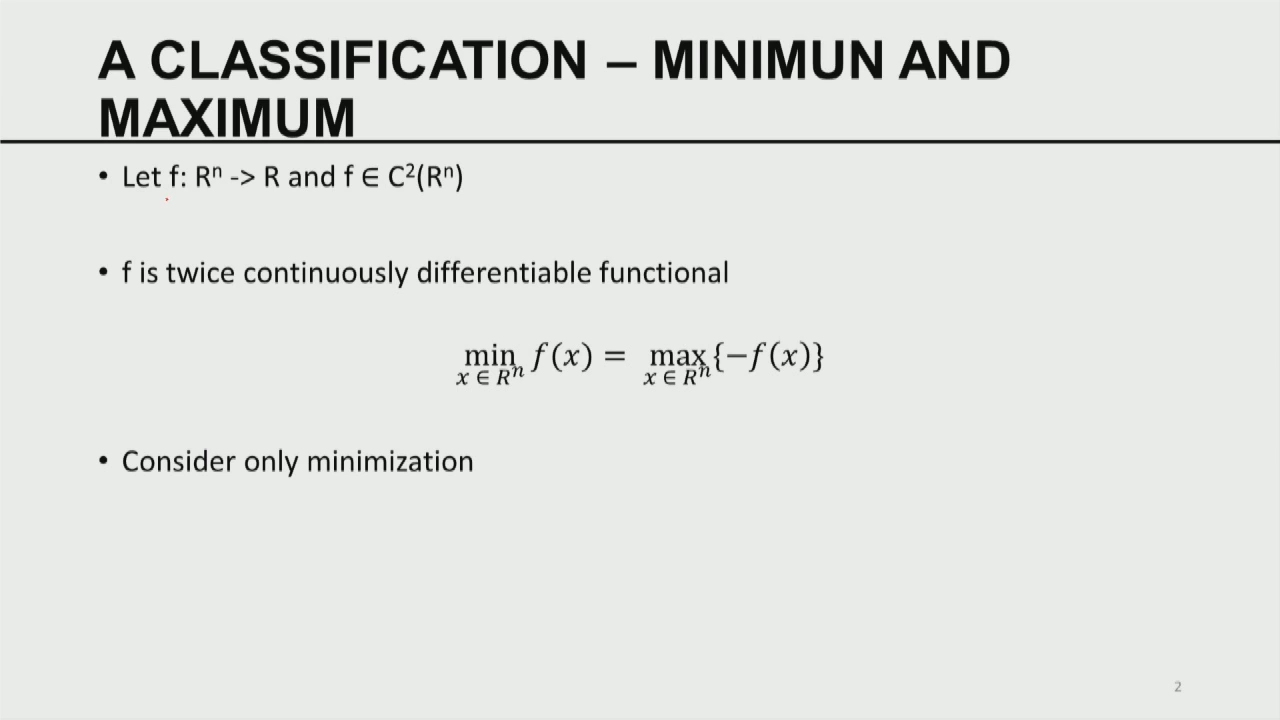 A CLASSIFICATION – MINIMUN AND
MAXIMUM
• Let f: Rⁿ -> R and f ∈ C²(Rⁿ)
• f is twice continuously differentiable functional
min_{x ∈ Rⁿ} f(x) = max_{x ∈ Rⁿ} {−f(x)}
• Consider only minimization
2